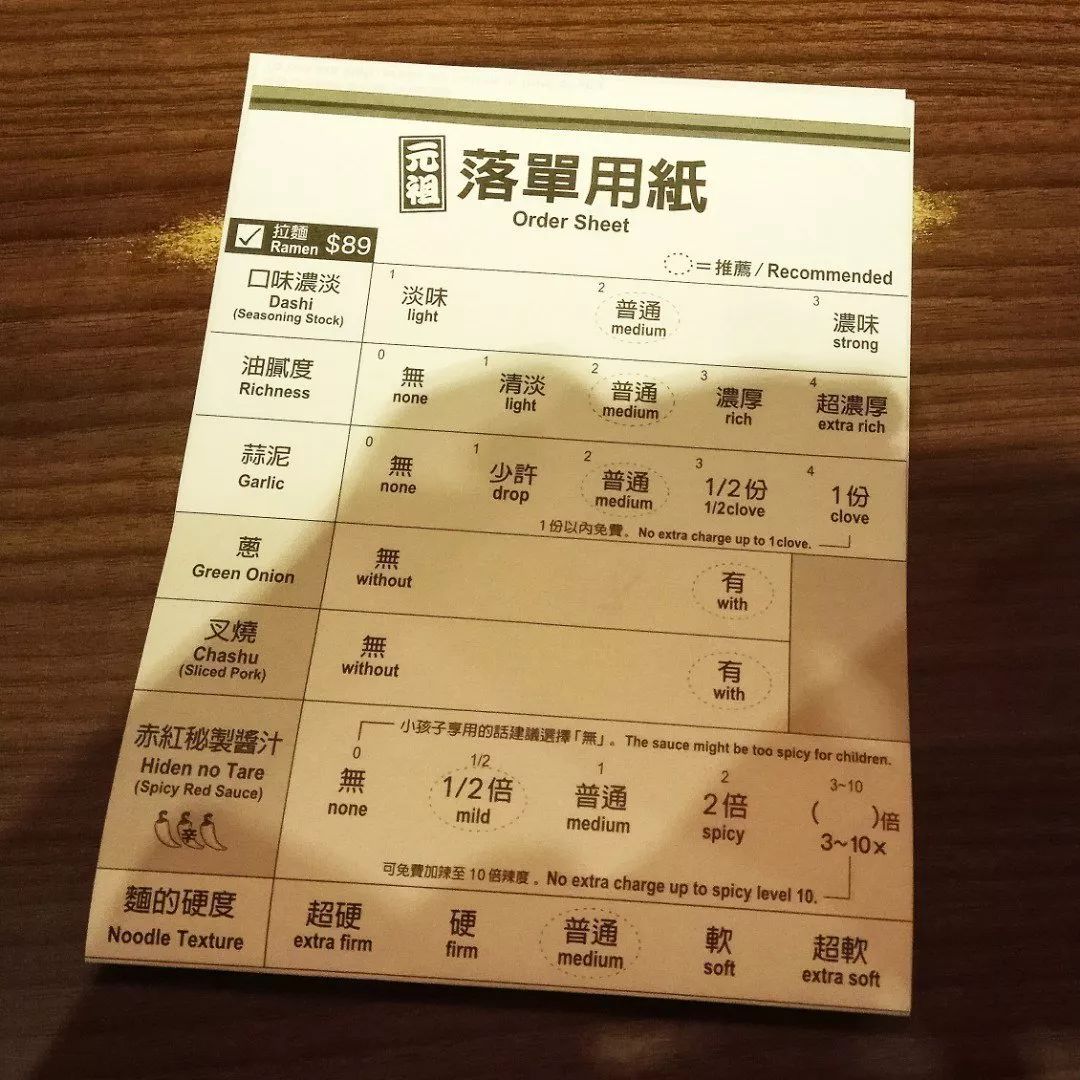 元祖 落單用紙
Order Sheet
拉麵
Ramen $89
= 推薦 / Recommended
口味濃淡
Dashi
(Seasoning Stock)
1 淡味 light
2 普通 medium
3 濃味 strong
油膩度
Richness
0 無 none
1 清淡 light
2 普通 medium
3 濃厚 rich
4 超濃厚 extra rich
蒜泥
Garlic
0 無 none
1 少許 drop
2 普通 medium
3 1/2份 1/2clove
4 1份 clove
1份以內免費。No extra charge up to 1clove.
蔥
Green Onion
無 without
有 with
叉燒
Chashu
(Sliced Pork)
無 without
有 with
赤紅秘製醬汁
Hiden no Tare
(Spicy Red Sauce)
辛
小孩子享用的話建議選擇「無」。The sauce might be too spicy for children.
0 無 none
1/2 1/2倍 mild
1 普通 medium
2 2倍 spicy
3~10 ( )倍 3~10x
可免費加辣至10倍辣度。No extra charge up to spicy level 10.
麵的硬度
Noodle Texture
超硬 extra firm
硬 firm
普通 medium
軟 soft
超軟 extra soft